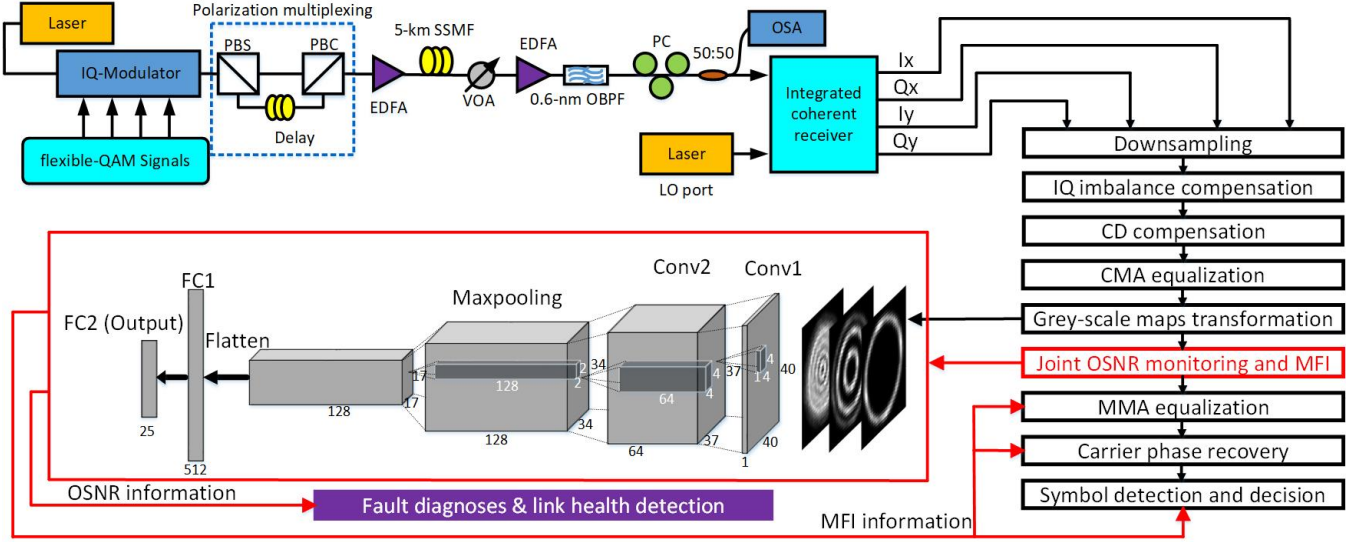 Polarization multiplexing
Laser
PBS
PBC
5-km SSMF
EDFA
PC
50:50
OSA
IQ-Modulator
EDFA
VOA
0.6-nm OBPF
Delay
flexible-QAM Signals
Laser
LO port
Integrated
coherent
receiver
Ix
Qx
Iy
Qy
Downsampling
IQ imbalance compensation
CD compensation
CMA equalization
Grey-scale maps transformation
Joint OSNR monitoring and MFI
MMA equalization
Carrier phase recovery
Symbol detection and decision
FC2 (Output)
FC1
Flatten
Maxpooling
Conv2
Conv1
25
512
128
17
17
128
2
2
128
34
34
64
4
4
64
37
37
1
4
4
1
40
40
OSNR information
Fault diagnoses & link health detection
MFI information